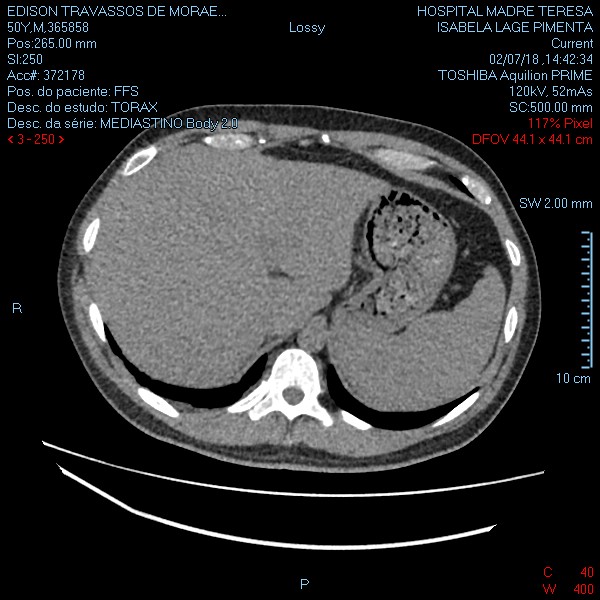 EDISON TRAVASSOS DE MORAE...
50Y,M,365858
Pos:265.00 mm
SI:250
Acc#: 372178
Pos. do paciente: FFS
Desc. do estudo: TORAX
Desc. da série: MEDIASTINO Body 2.0
< 3 - 250 >
Lossy
HOSPITAL MADRE TERESA
ISABELA LAGE PIMENTA
Current
02/07/18 ,14:42:34
TOSHIBA Aquilion PRIME
120kV, 52mAs
SC:500.00 mm
117% Pixel
DFOV 44.1 x 44.1 cm
SW 2.00 mm
R
10 cm
P
C 40
W 400